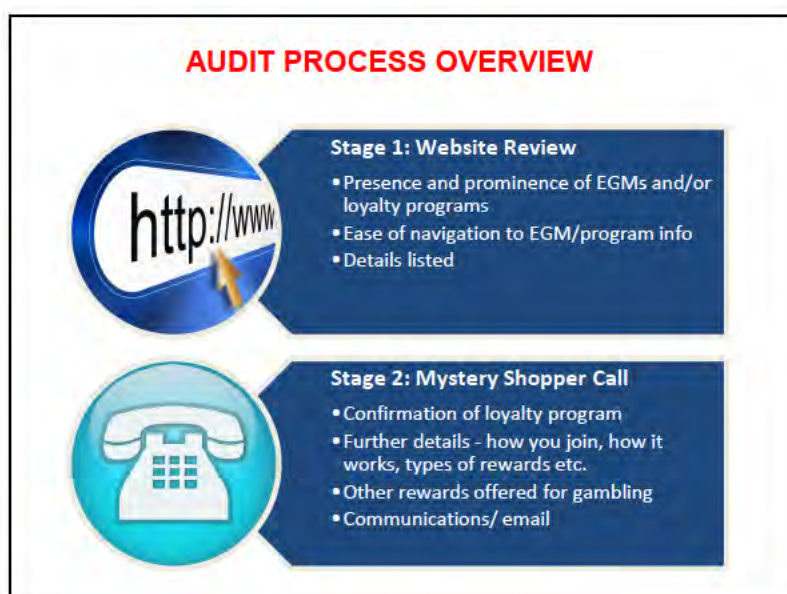 AUDIT PROCESS OVERVIEW
http://www.
Stage 1: Website Review
•Presence and prominence of EGMs and/or
loyalty programs
•Ease of navigation to EGM/program info
•Details listed
Stage 2: Mystery Shopper Call
•Confirmation of loyalty program
•Further details - how you join, how it
works, types of rewards etc.
•Other rewards offered for gambling
•Communications/ email